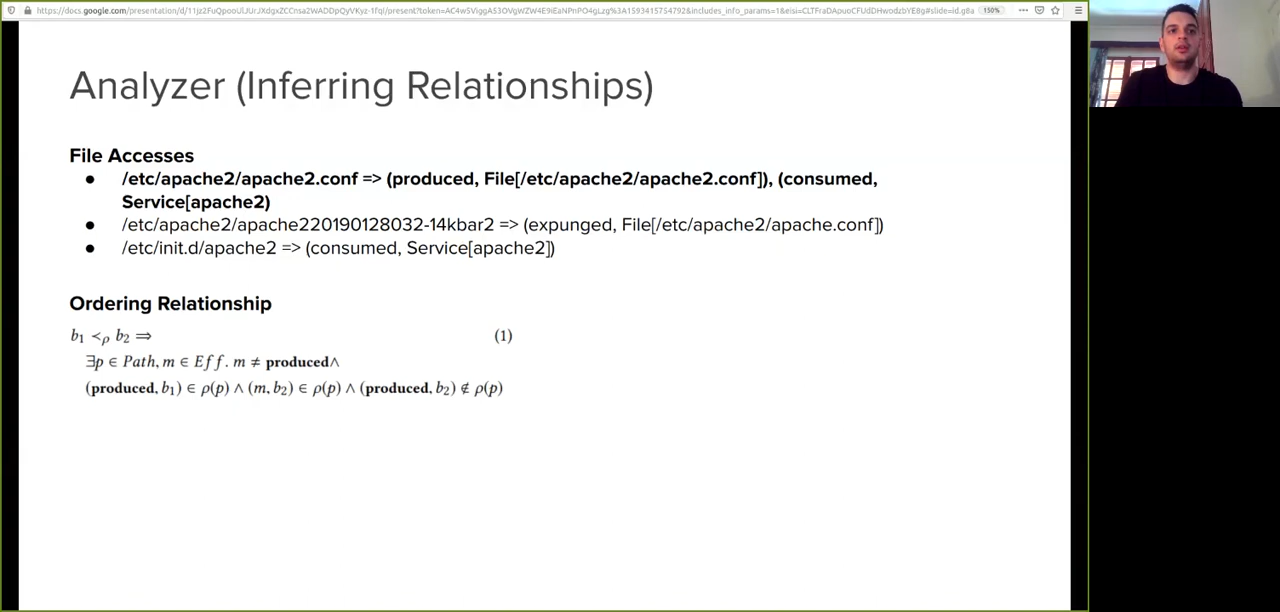 150%
Analyzer (Inferring Relationships)
File Accesses
● /etc/apache2/apache2.conf => (produced, File[/etc/apache2/apache2.conf]), (consumed,
Service[apache2)
● /etc/apache2/apache220190128032-14kbar2 => (expunged, File[/etc/apache2/apache.conf])
● /etc/init.d/apache2 => (consumed, Service[apache2])
Ordering Relationship
b₁ ≺ρ b₂ ⟹ (1)
∃p ∈ Path, m ∈ Eff. m ≠ produced∧
(produced, b₁) ∈ ρ(p) ∧ (m, b₂) ∈ ρ(p) ∧ (produced, b₂) ∉ ρ(p)